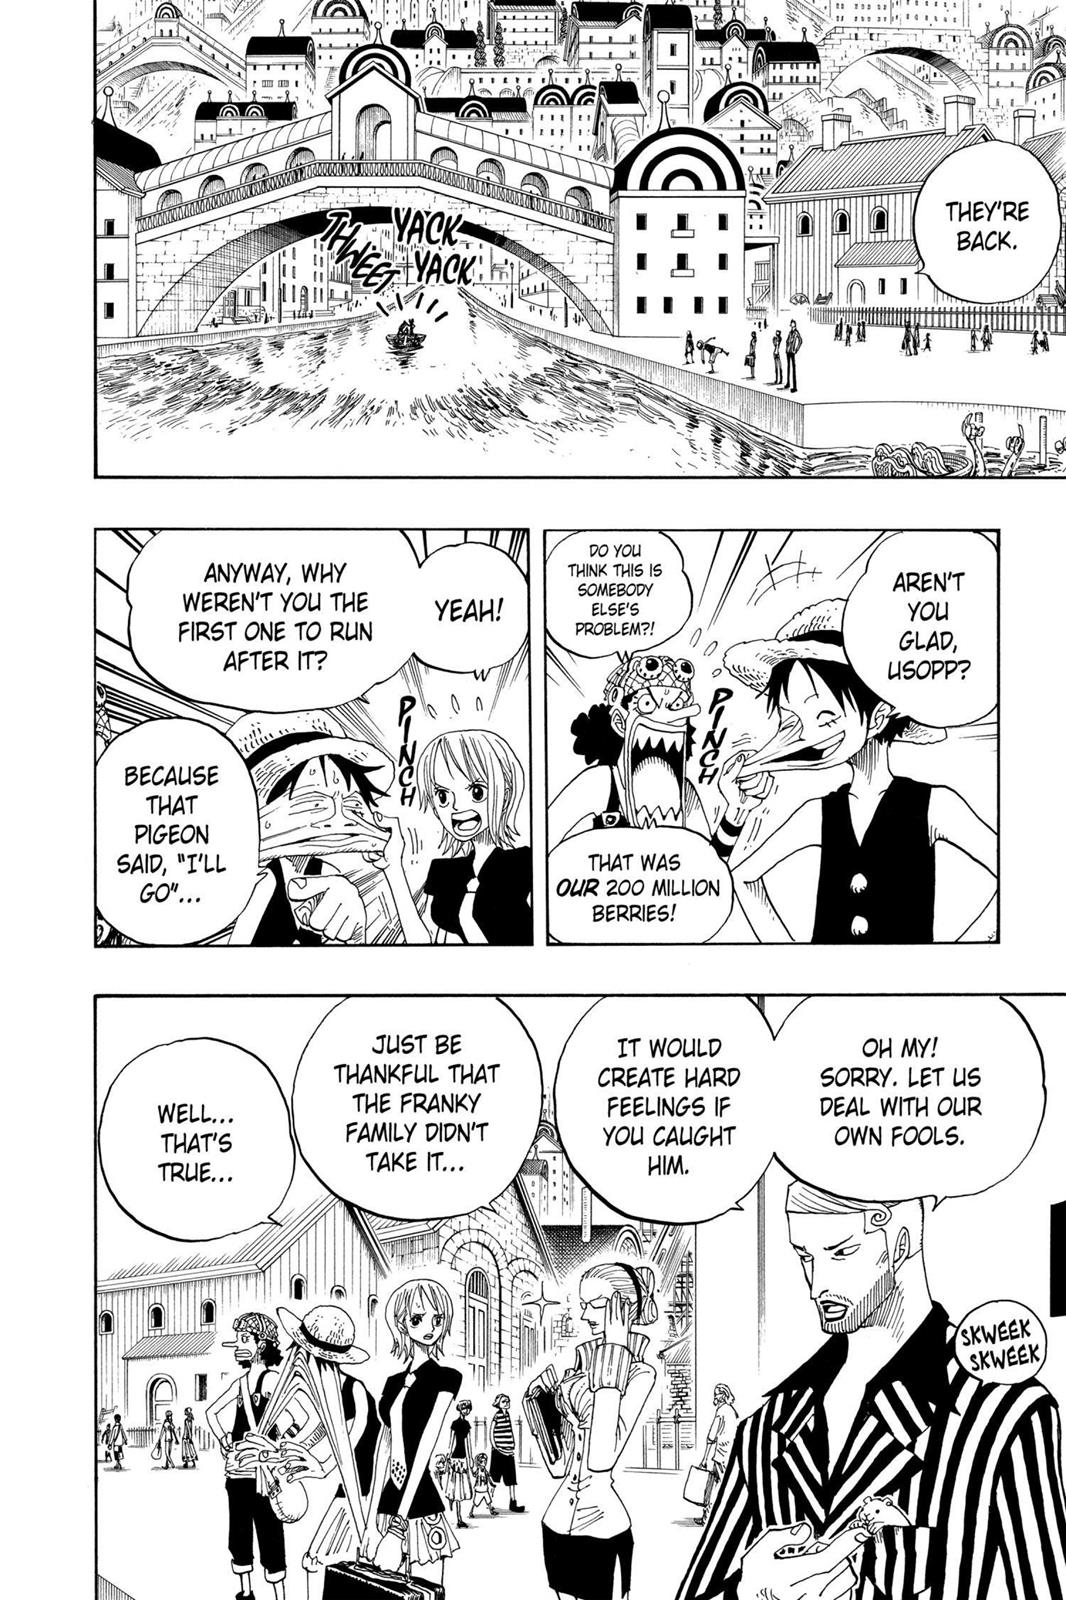 THEY'RE
BACK.
YACK
YACK
THWEET
AREN'T
YOU
GLAD,
USOPP?
DO YOU
THINK THIS IS
SOMEBODY
ELSE'S
PROBLEM?!
PINCH
THAT WAS
OUR 200 MILLION
BERRIES!
YEAH!
ANYWAY, WHY
WEREN'T YOU THE
FIRST ONE TO RUN
AFTER IT?
PINCH
BECAUSE
THAT
PIGEON
SAID, "I'LL
GO"...
OH MY!
SORRY. LET US
DEAL WITH OUR
OWN FOOLS.
IT WOULD
CREATE HARD
FEELINGS IF
YOU CAUGHT
HIM.
SKWEEK
SKWEEK
JUST BE
THANKFUL THAT
THE FRANKY
FAMILY DIDN'T
TAKE IT...
WELL...
THAT'S
TRUE...